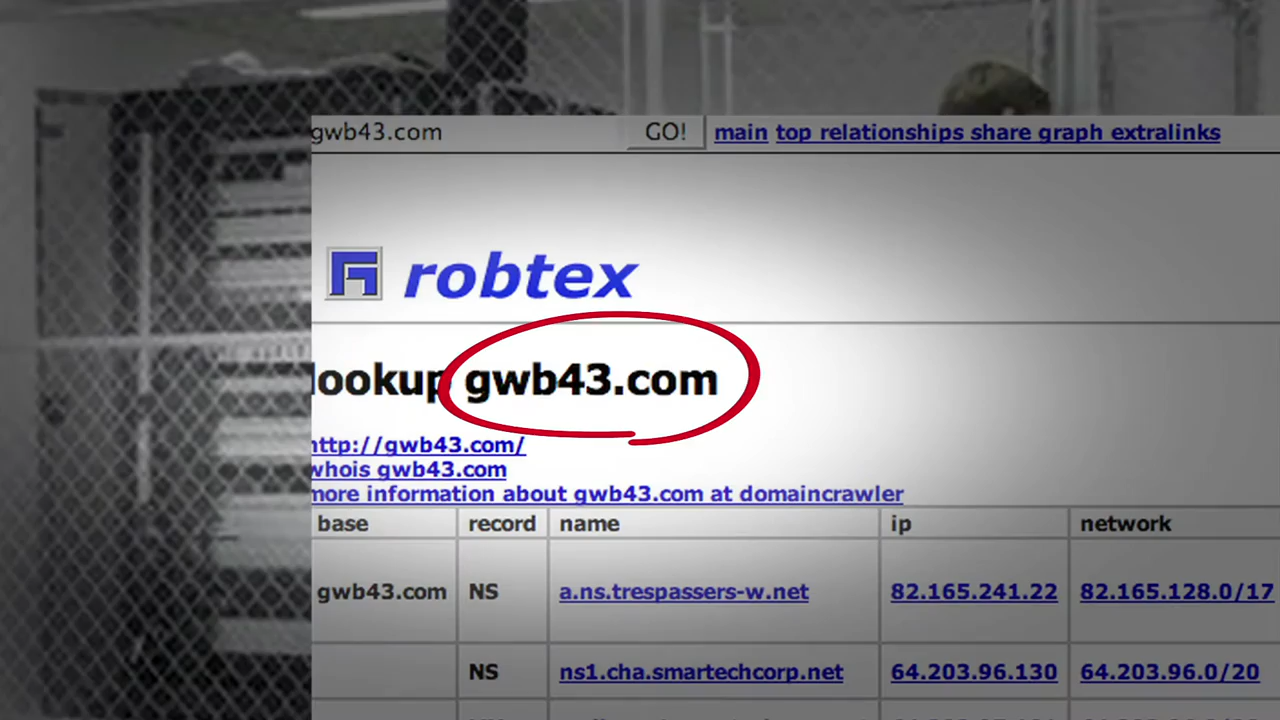 gwb43.com GO! main top relationships share graph extralinks
robtex
lookup gwb43.com
http://gwb43.com/
whois gwb43.com
more information about gwb43.com at domaincrawler
base record name ip network
gwb43.com NS a.ns.trespassers-w.net 82.165.241.22 82.165.128.0/17
NS ns1.cha.smartechcorp.net 64.203.96.130 64.203.96.0/20